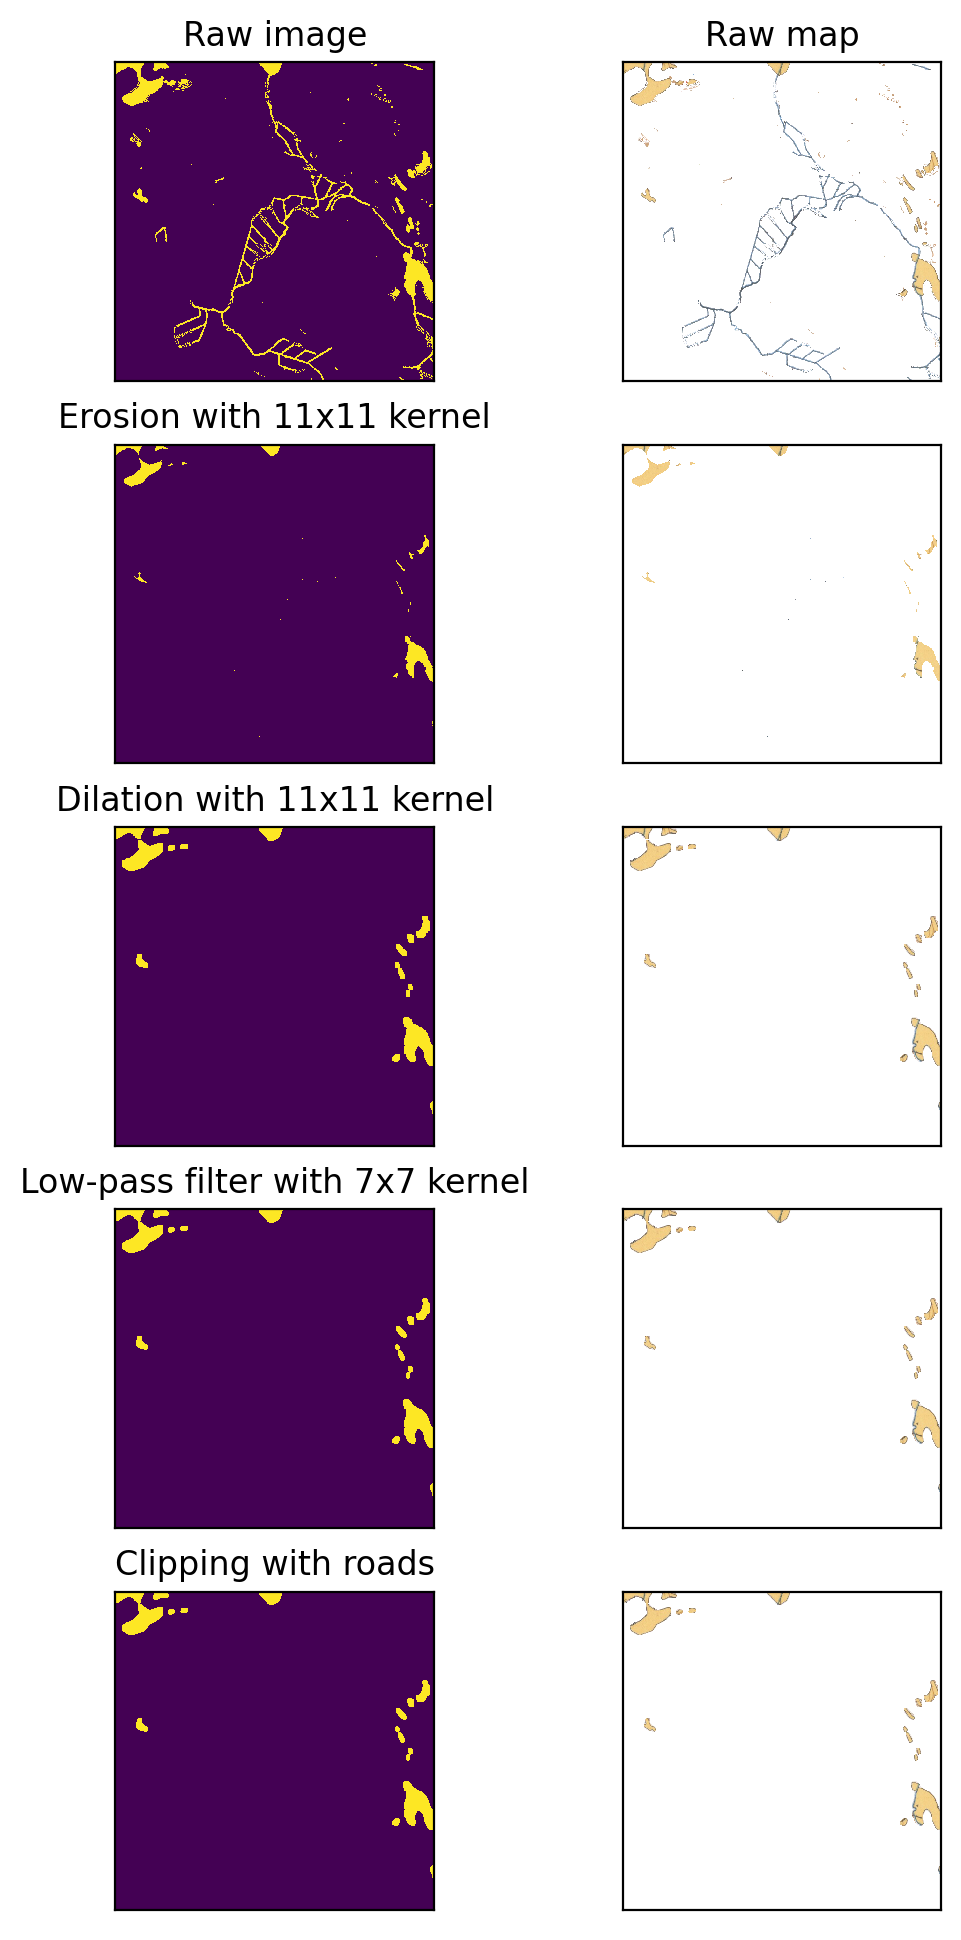 Raw image
Raw map
Erosion with 11x11 kernel
Dilation with 11x11 kernel
Low-pass filter with 7x7 kernel
Clipping with roads